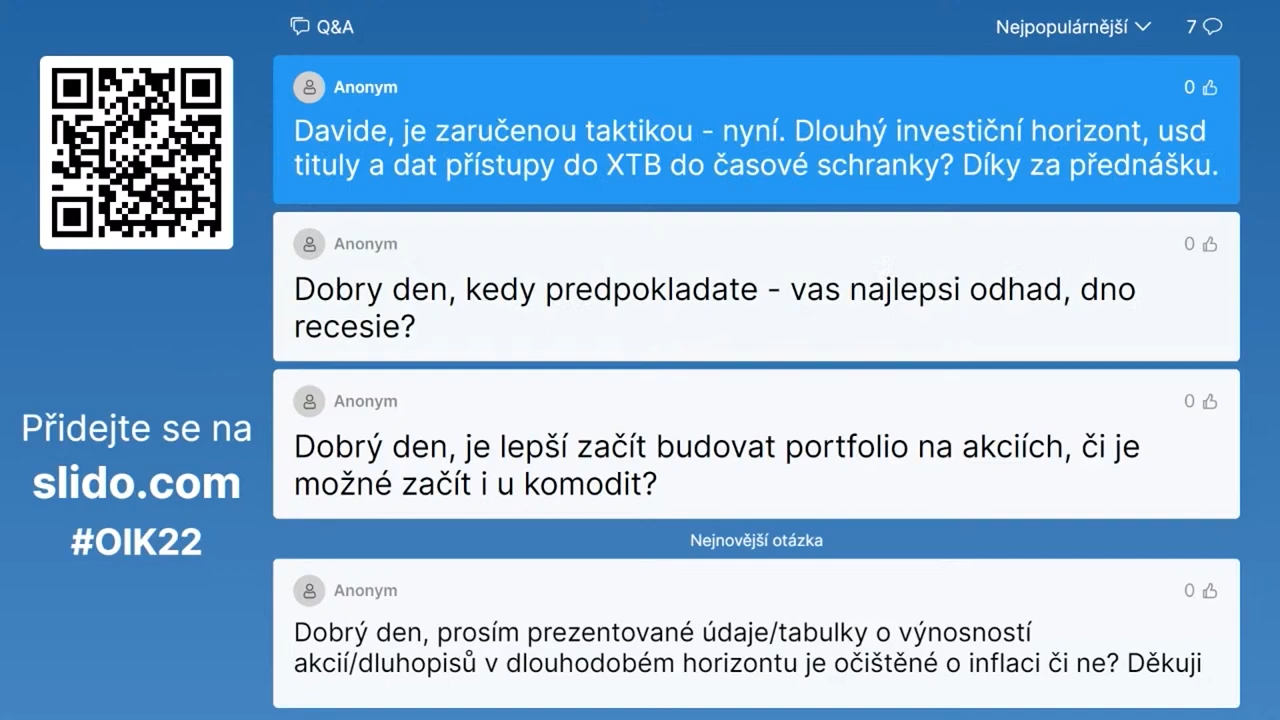 Q&A
Nejpopulárnější
7
Anonym
0
Davide, je zaručenou taktikou - nyní. Dlouhý investiční horizont, usd
tituly a dat přístupy do XTB do časové schranky? Díky za přednášku.
Anonym
0
Dobry den, kedy predpokladate - vas najlepsi odhad, dno
recesie?
Anonym
0
Dobrý den, je lepší začít budovat portfolio na akciích, či je
možné začít i u komodit?
Nejnovější otázka
Anonym
0
Dobrý den, prosím prezentované údaje/tabulky o výnosností
akcií/dluhopisů v dlouhodobém horizontu je očištěné o inflaci či ne? Děkuji
Přidejte se na
slido.com
#OIK22